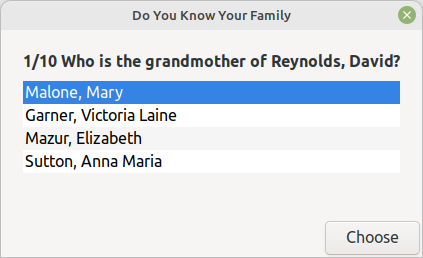 Do You Know Your Family
1/10 Who is the grandmother of Reynolds, David?
Malone, Mary
Garner, Victoria Laine
Mazur, Elizabeth
Sutton, Anna Maria
Choose